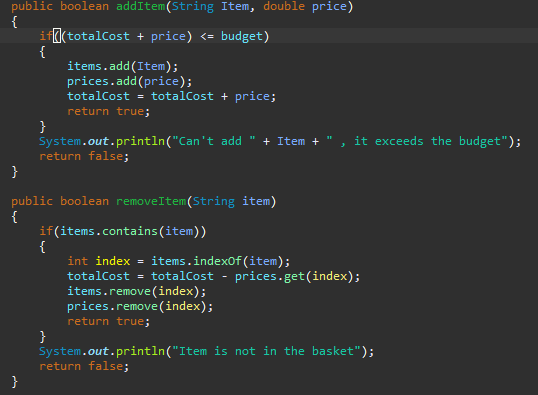 public boolean addItem(String Item, double price)
{
if((totalCost + price) <= budget)
{
items.add(Item);
prices.add(price);
totalCost = totalCost + price;
return true;
}
System.out.println("Can't add " + Item + " , it exceeds the budget");
return false;
}
public boolean removeItem(String item)
{
if(items.contains(item))
{
int index = items.indexOf(item);
totalCost = totalCost - prices.get(index);
items.remove(index);
prices.remove(index);
return true;
}
System.out.println("Item is not in the basket");
return false;
}